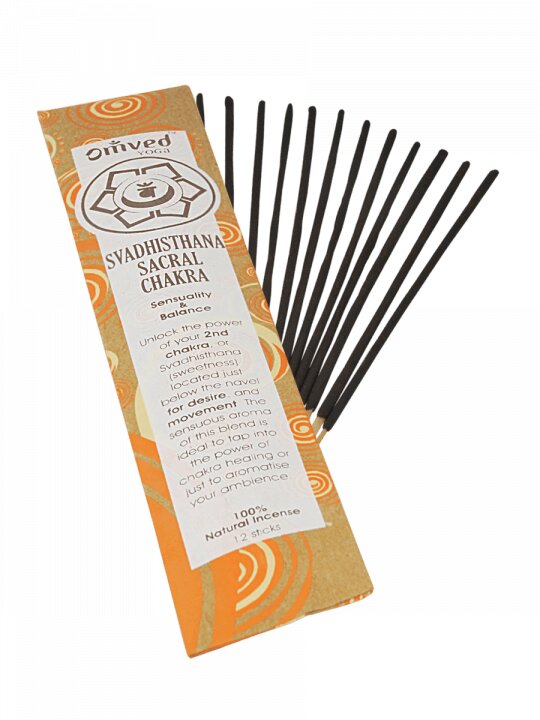 omved™
YOGA
SVADHISTHANA
SACRAL
CHAKRA
Sensuality
&
Balance
Unlock the power
of your 2nd
chakra, or
Svadhisthana
(sweetness)
located just
below the navel
for desire, and
movement. The
sensuous aroma
of this blend is
ideal to tap into
the power of
chakra healing or
just to aromatise
your ambience.
100%
Natural Incense
12 sticks